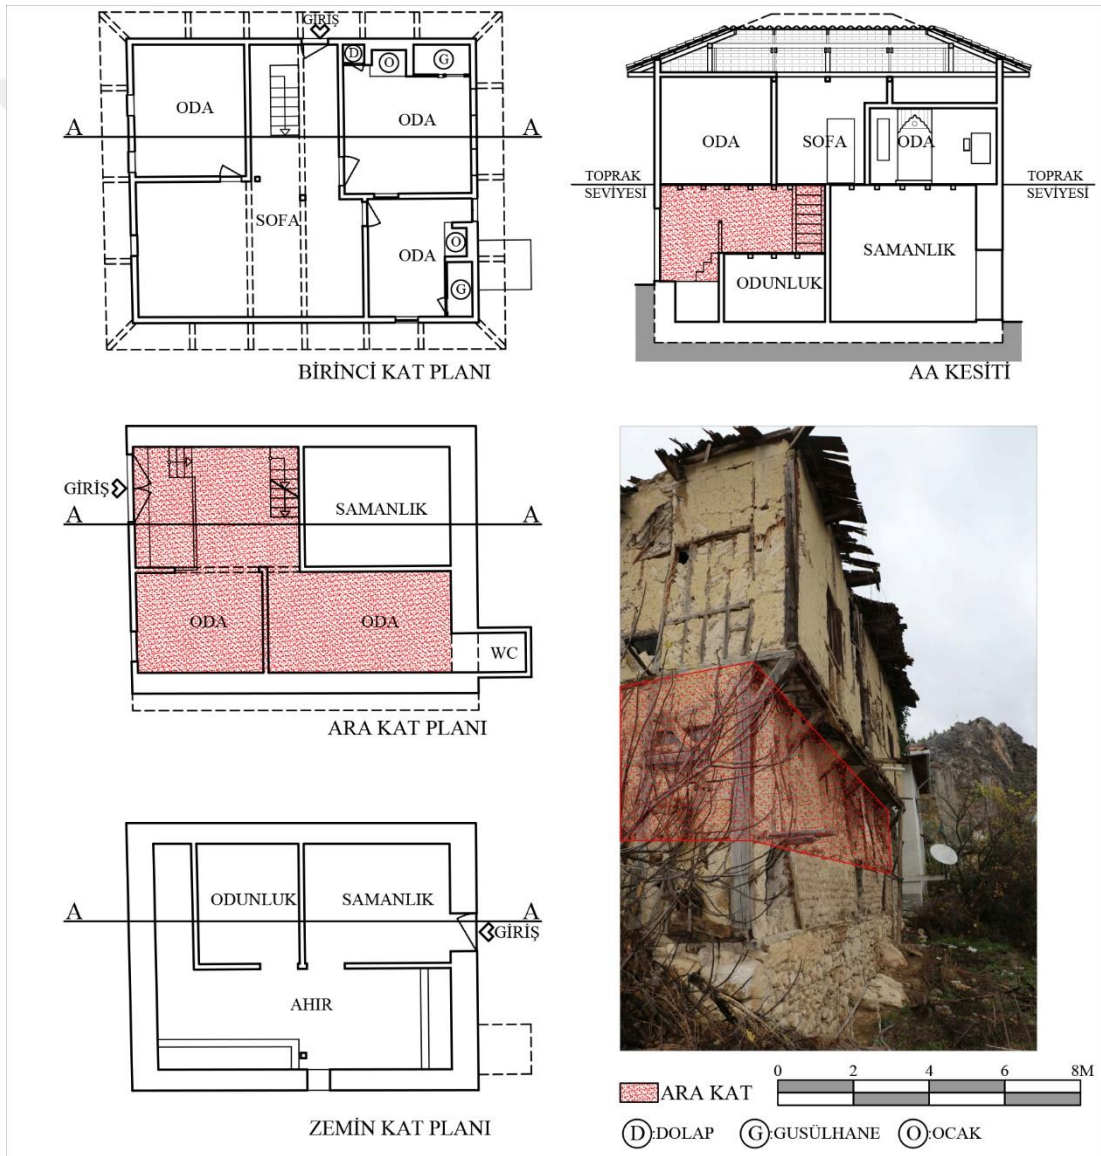 GİRİŞ
D
O
G
ODA
ODA
A
A
SOFA
ODA
O
G
BİRİNCİ KAT PLANI
ODA
SOFA
ODA
TOPRAK
SEVİYESİ
TOPRAK
SEVİYESİ
SAMANLIK
ODUNLUK
AA KESİTİ
GİRİŞ
SAMANLIK
A
A
ODA
ODA
WC
ARA KAT PLANI
ODUNLUK
SAMANLIK
A
A
GİRİŞ
AHIR
ZEMİN KAT PLANI
ARA KAT
0 2 4 6 8M
D:DOLAP G:GUSÜLHANE O:OCAK